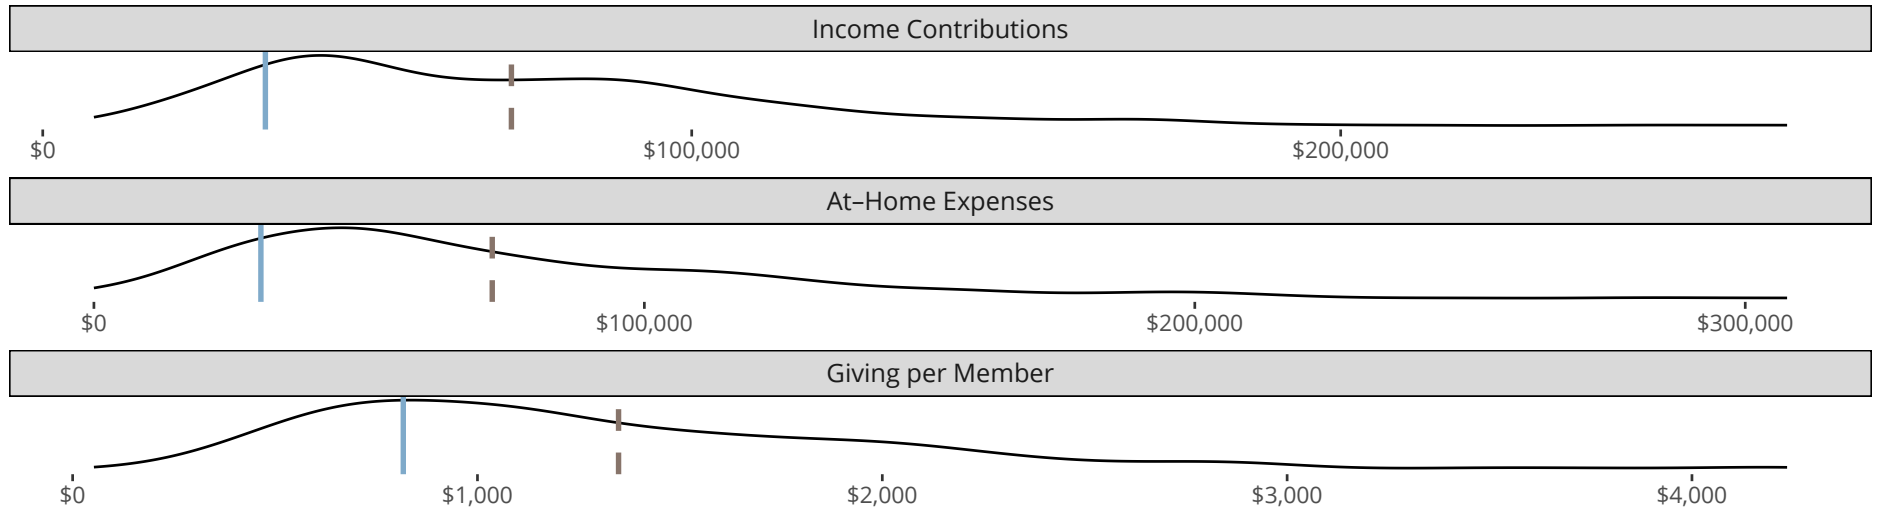 Income Contributions
$0 $100,000 $200,000
At–Home Expenses
$0 $100,000 $200,000 $300,000
Giving per Member
$0 $1,000 $2,000 $3,000 $4,000